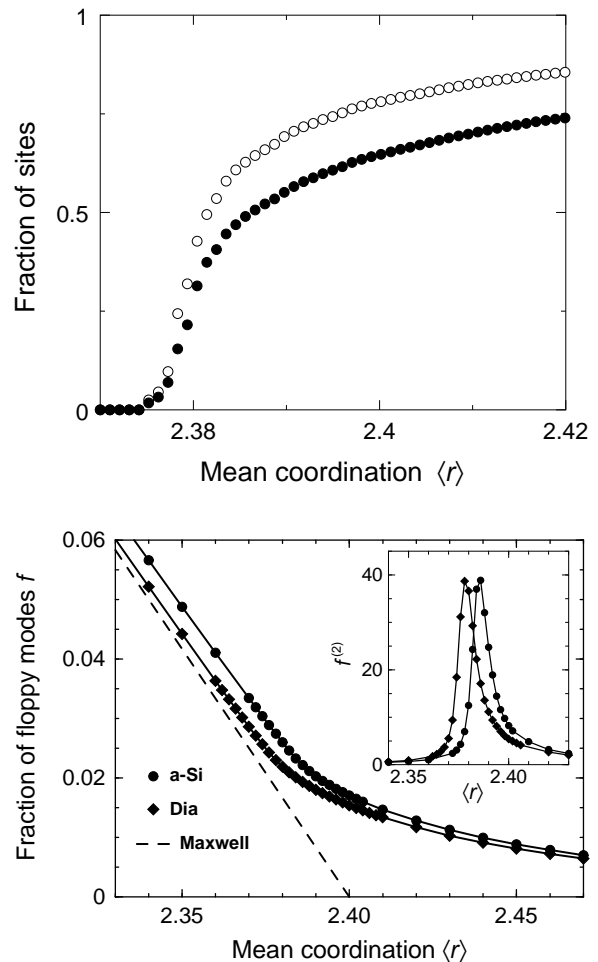 1
Fraction of sites
0.5
0
2.38
2.4
2.42
Mean coordination ⟨r⟩
0.06
Fraction of floppy modes f
0.04
0.02
0
40
f(2)
20
0
2.34
2.40
⟨r⟩
a-Si
Dia
Maxwell
2.35
2.40
2.45
Mean coordination ⟨r⟩